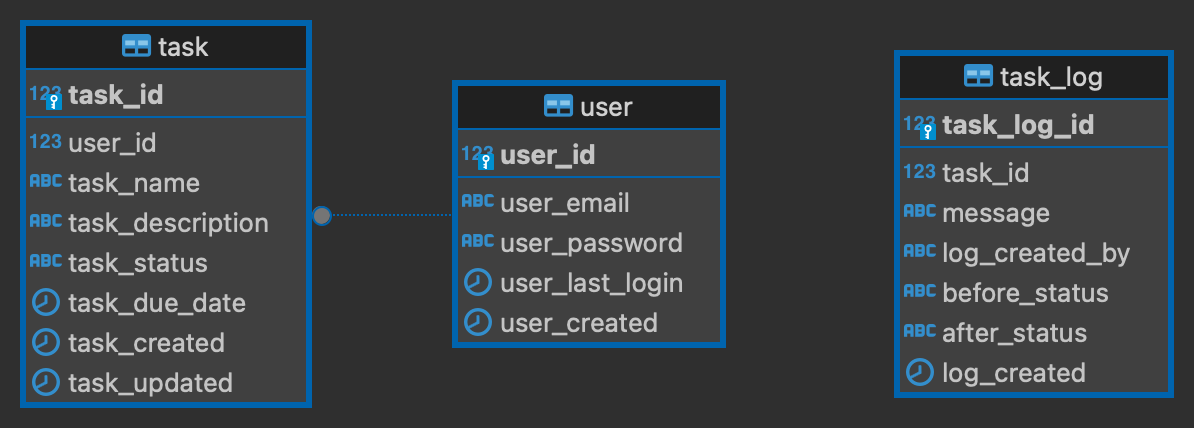 task
123 task_id
123 user_id
ABC task_name
ABC task_description
ABC task_status
task_due_date
task_created
task_updated
user
123 user_id
ABC user_email
ABC user_password
user_last_login
user_created
task_log
123 task_log_id
123 task_id
ABC message
ABC log_created_by
ABC before_status
ABC after_status
log_created